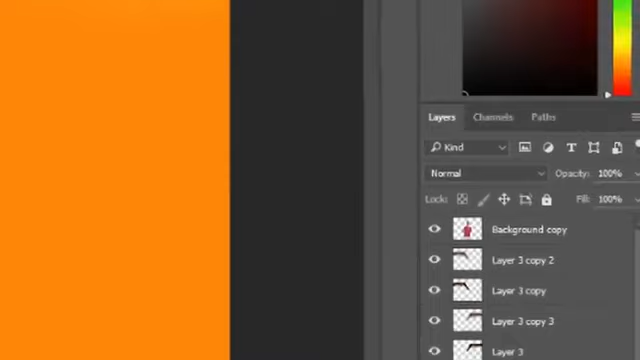 Layers Channels Paths
Kind T
Normal Opacity: 100%
Lock: Fill: 100%
Background copy
Layer 3 copy 2
Layer 3 copy
Layer 3 copy 3
Layer 3